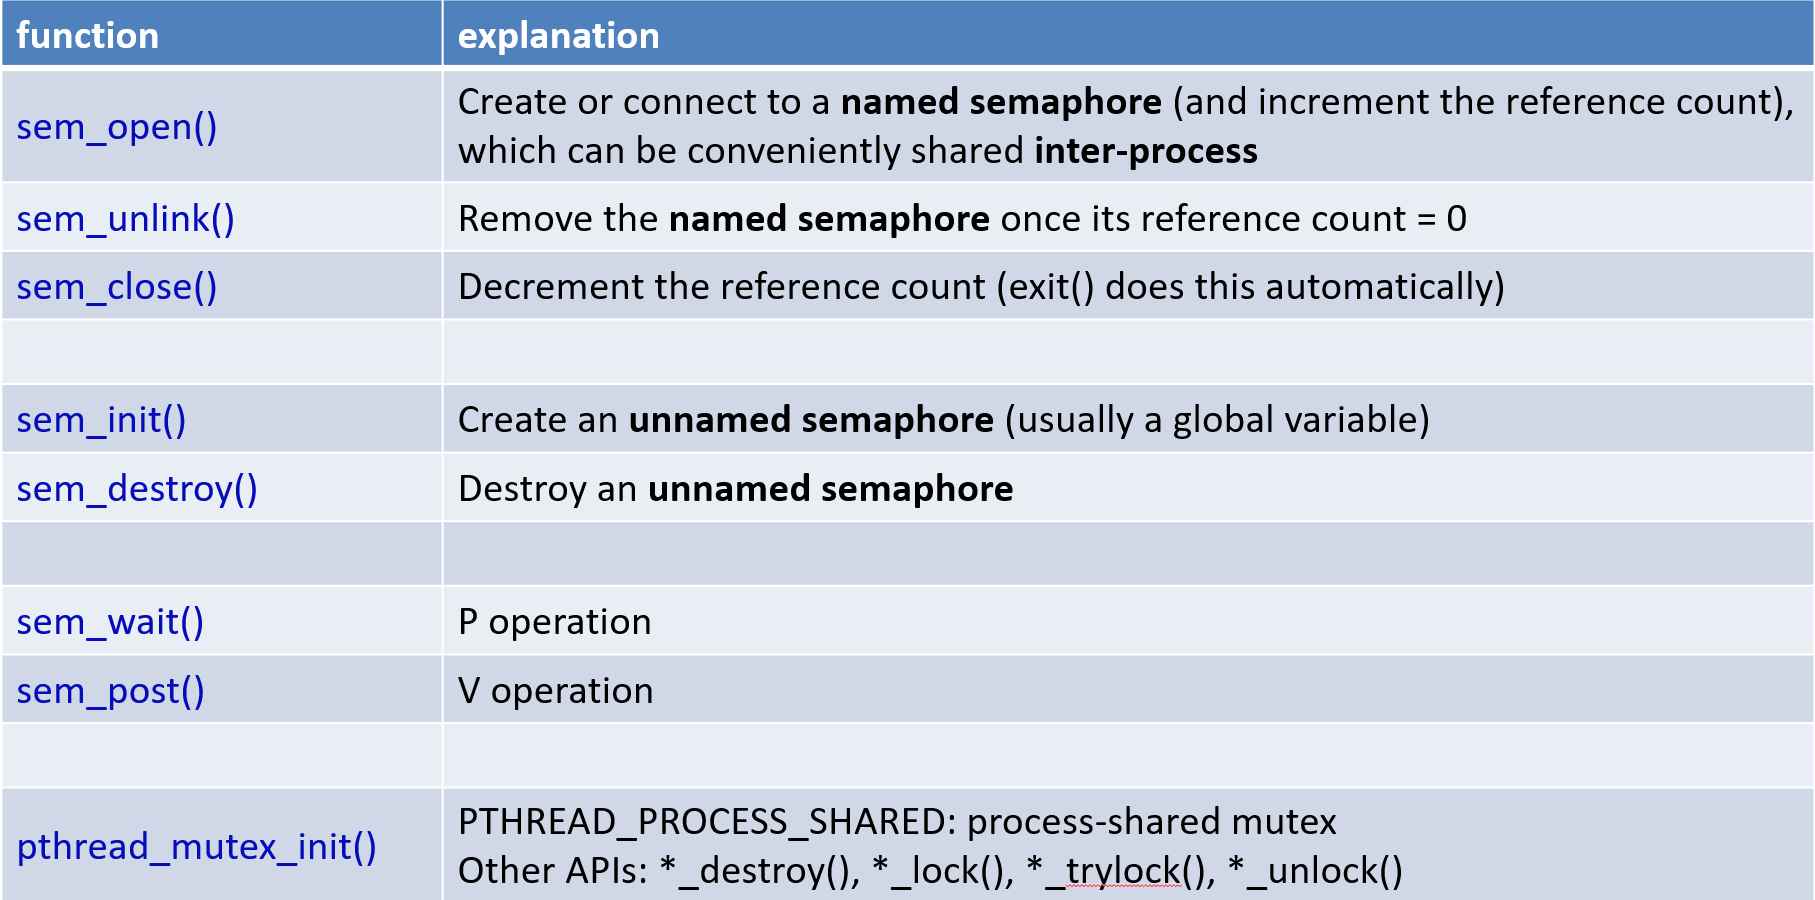 function explanation
sem_open() Create or connect to a named semaphore (and increment the reference count),
which can be conveniently shared inter-process
sem_unlink() Remove the named semaphore once its reference count = 0
sem_close() Decrement the reference count (exit() does this automatically)
sem_init() Create an unnamed semaphore (usually a global variable)
sem_destroy() Destroy an unnamed semaphore
sem_wait() P operation
sem_post() V operation
pthread_mutex_init() PTHREAD_PROCESS_SHARED: process-shared mutex
Other APIs: *_destroy(), *_lock(), *_trylock(), *_unlock()